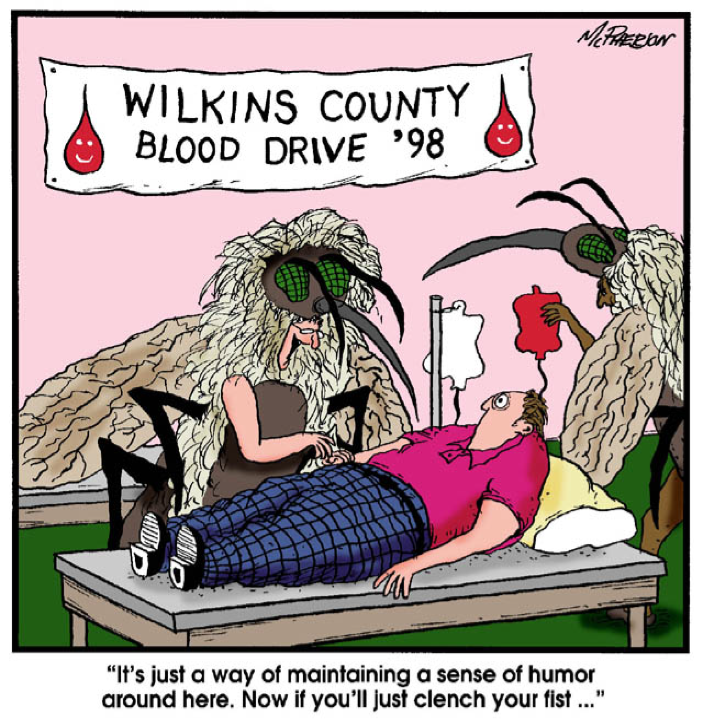 McPHERSON
WILKINS COUNTY
BLOOD DRIVE '98
"It's just a way of maintaining a sense of humor
around here. Now if you'll just clench your fist ..."